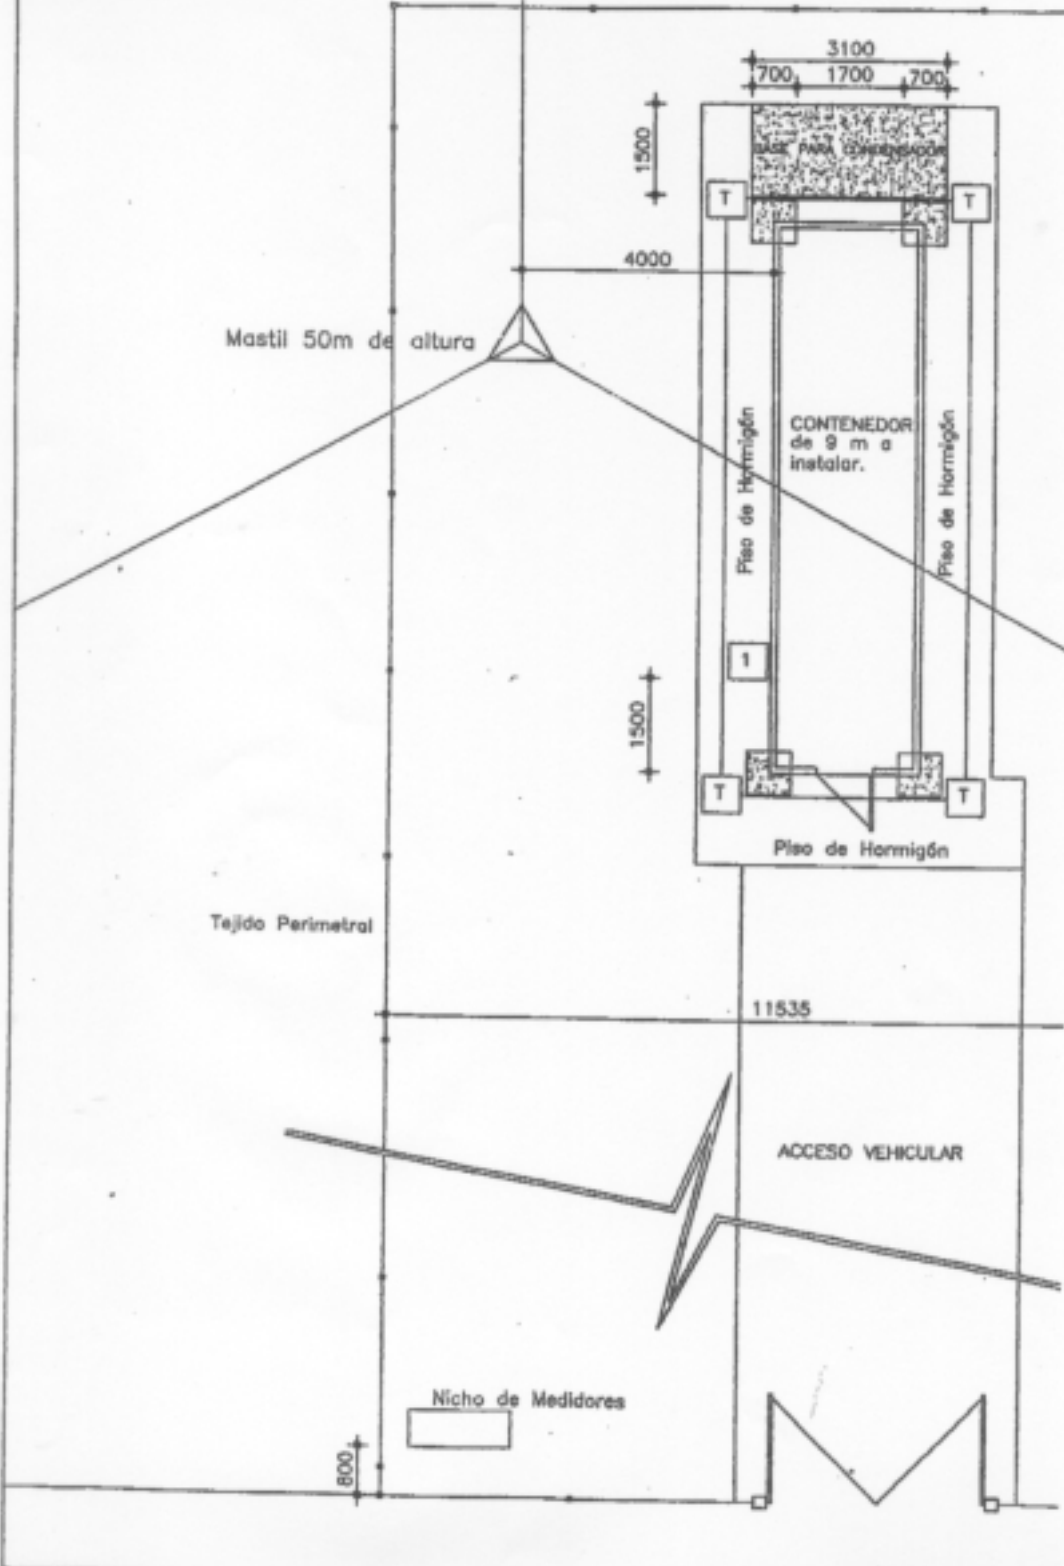 3100
700 1700 700
1500
BASE PARA CONDENSADOR
T T
4000
Mastil 50m de altura
CONTENEDOR
de 9 m a
instalar.
Piso de Hormigón
Piso de Hormigón
1
1500
T T
Piso de Hormigón
Tejido Perimetral
11535
ACCESO VEHICULAR
Nicho de Medidores
800